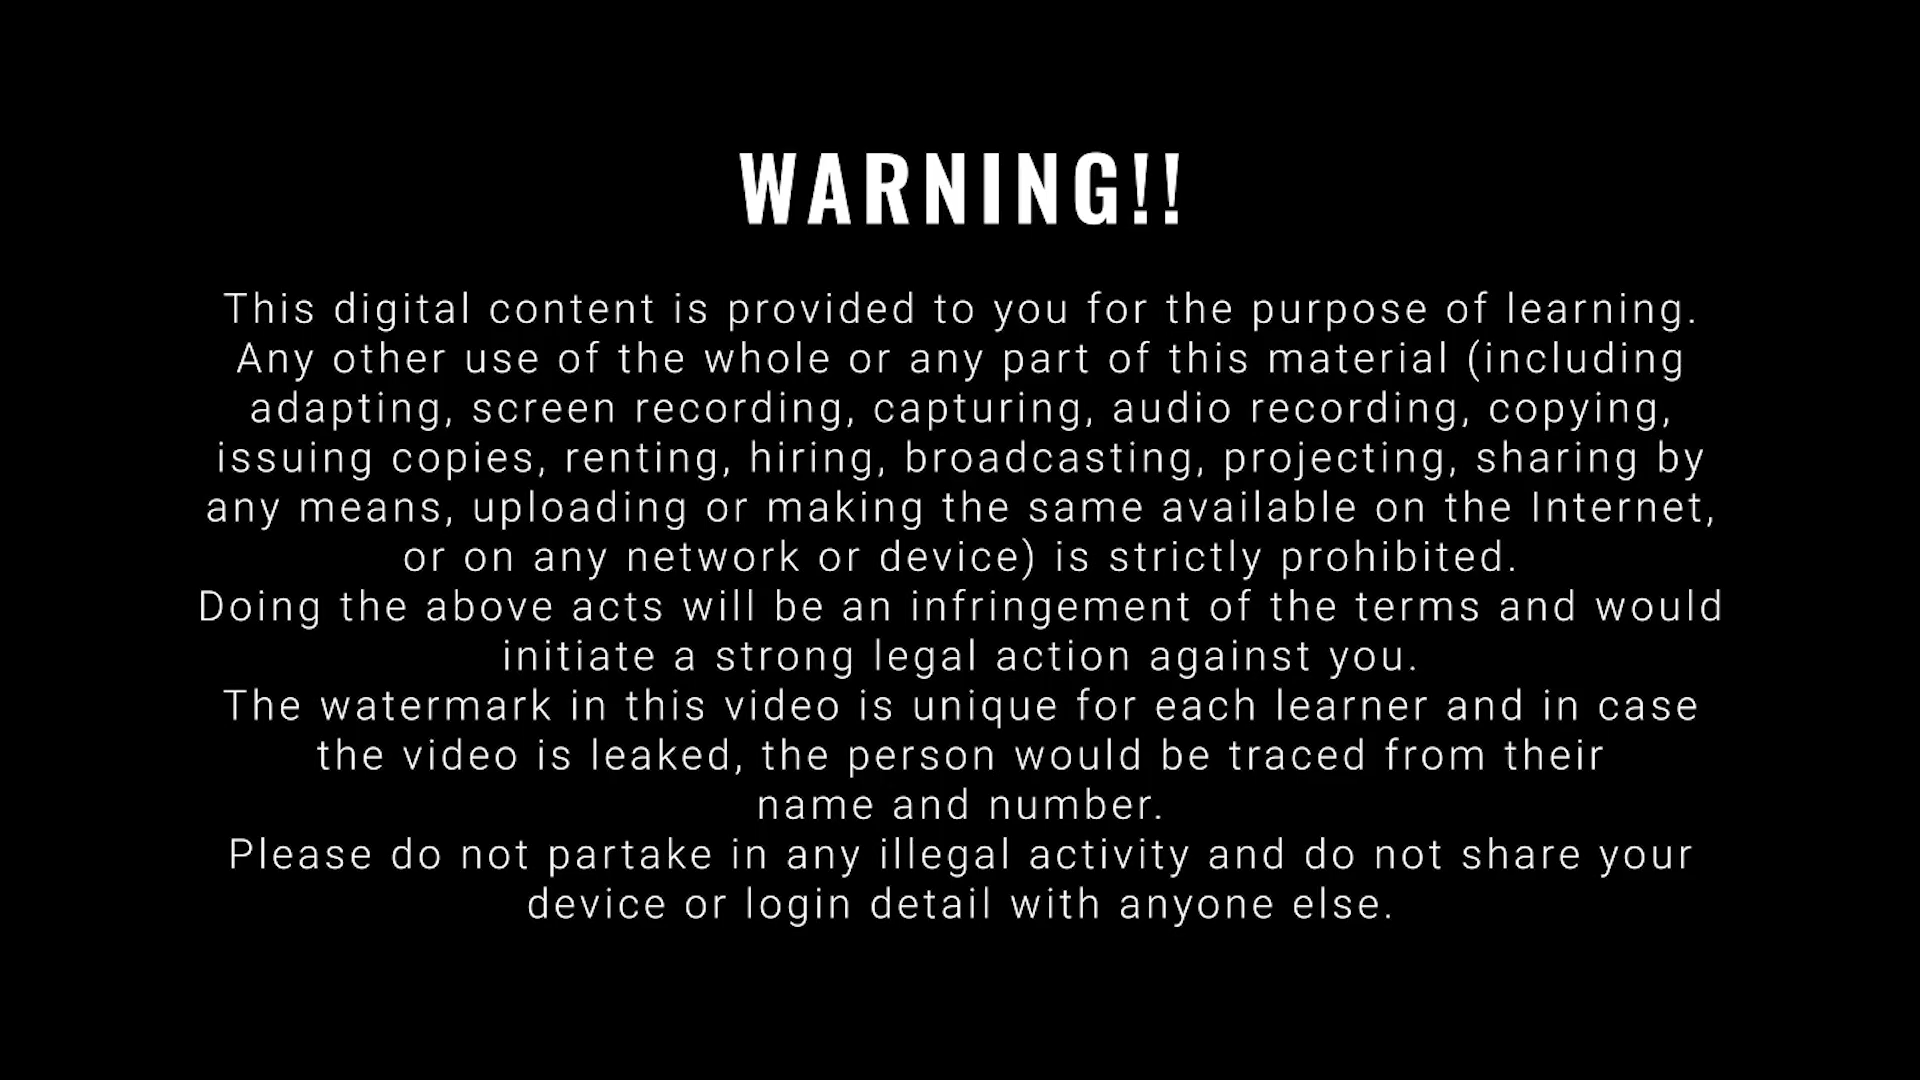 WARNING!!
This digital content is provided to you for the purpose of learning.
Any other use of the whole or any part of this material (including
adapting, screen recording, capturing, audio recording, copying,
issuing copies, renting, hiring, broadcasting, projecting, sharing by
any means, uploading or making the same available on the Internet,
or on any network or device) is strictly prohibited.
Doing the above acts will be an infringement of the terms and would
initiate a strong legal action against you.
The watermark in this video is unique for each learner and in case
the video is leaked, the person would be traced from their
name and number.
Please do not partake in any illegal activity and do not share your
device or login detail with anyone else.